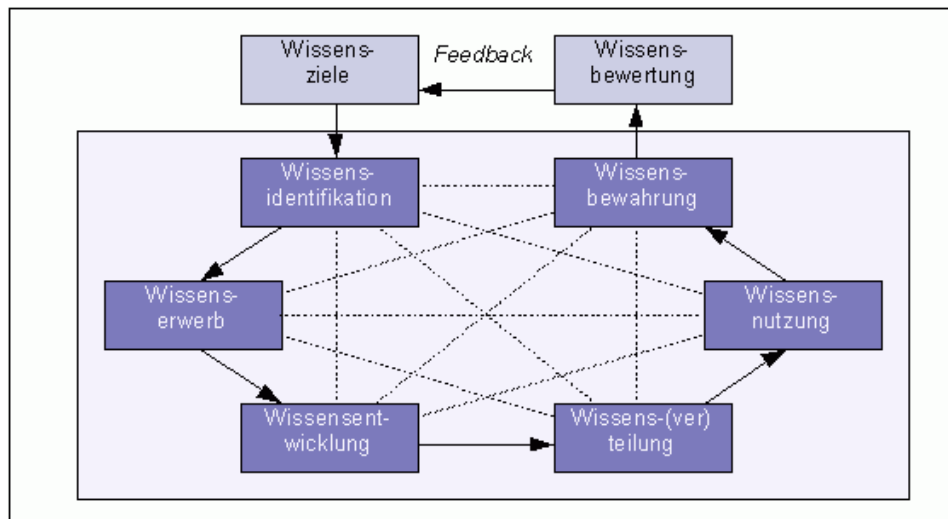 Wissens-
ziele
Feedback
Wissens-
bewertung
Wissens-
identifikation
Wissens-
bewahrung
Wissens-
erwerb
Wissens-
nutzung
Wissensent-
wicklung
Wissens-(ver)
teilung